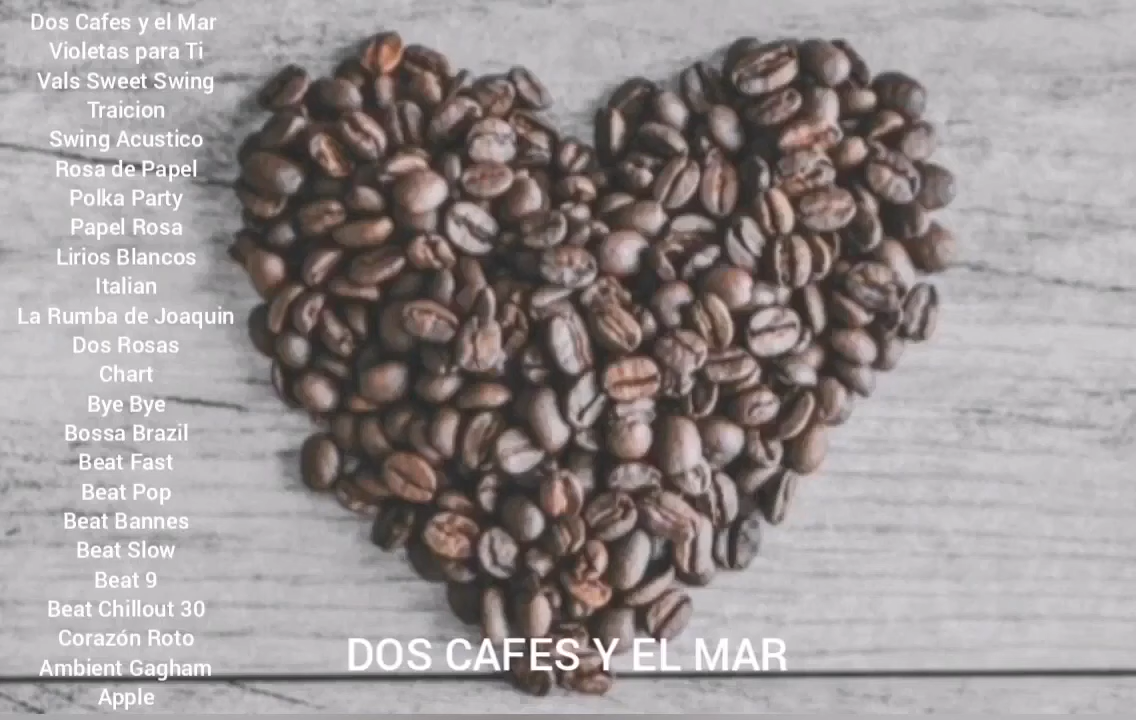 Dos Cafes y el Mar
Violetas para Ti
Vals Sweet Swing
Traicion
Swing Acustico
Rosa de Papel
Polka Party
Papel Rosa
Lirios Blancos
Italian
La Rumba de Joaquin
Dos Rosas
Chart
Bye Bye
Bossa Brazil
Beat Fast
Beat Pop
Beat Bannes
Beat Slow
Beat 9
Beat Chillout 30
Corazón Roto
Ambient Gagham
Apple
DOS CAFES Y EL MAR